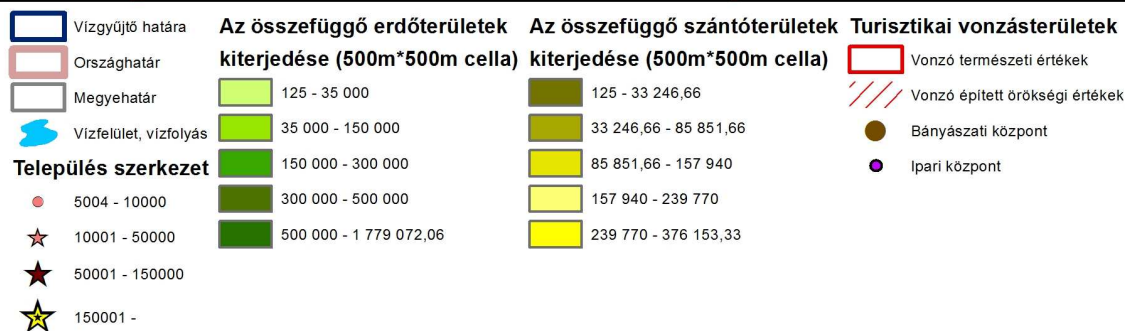 Vízgyűjtő határa
Országhatár
Megyehatár
Vízfelület, vízfolyás
Település szerkezet
5004 - 10000
10001 - 50000
50001 - 150000
150001 -
Az összefüggő erdőterületek
kiterjedése (500m*500m cella)
125 - 35 000
35 000 - 150 000
150 000 - 300 000
300 000 - 500 000
500 000 - 1 779 072,06
Az összefüggő szántóterületek
kiterjedése (500m*500m cella)
125 - 33 246,66
33 246,66 - 85 851,66
85 851,66 - 157 940
157 940 - 239 770
239 770 - 376 153,33
Turisztikai vonzásterületek
Vonzó természeti értékek
Vonzó épített örökségi értékek
Bányászati központ
Ipari központ